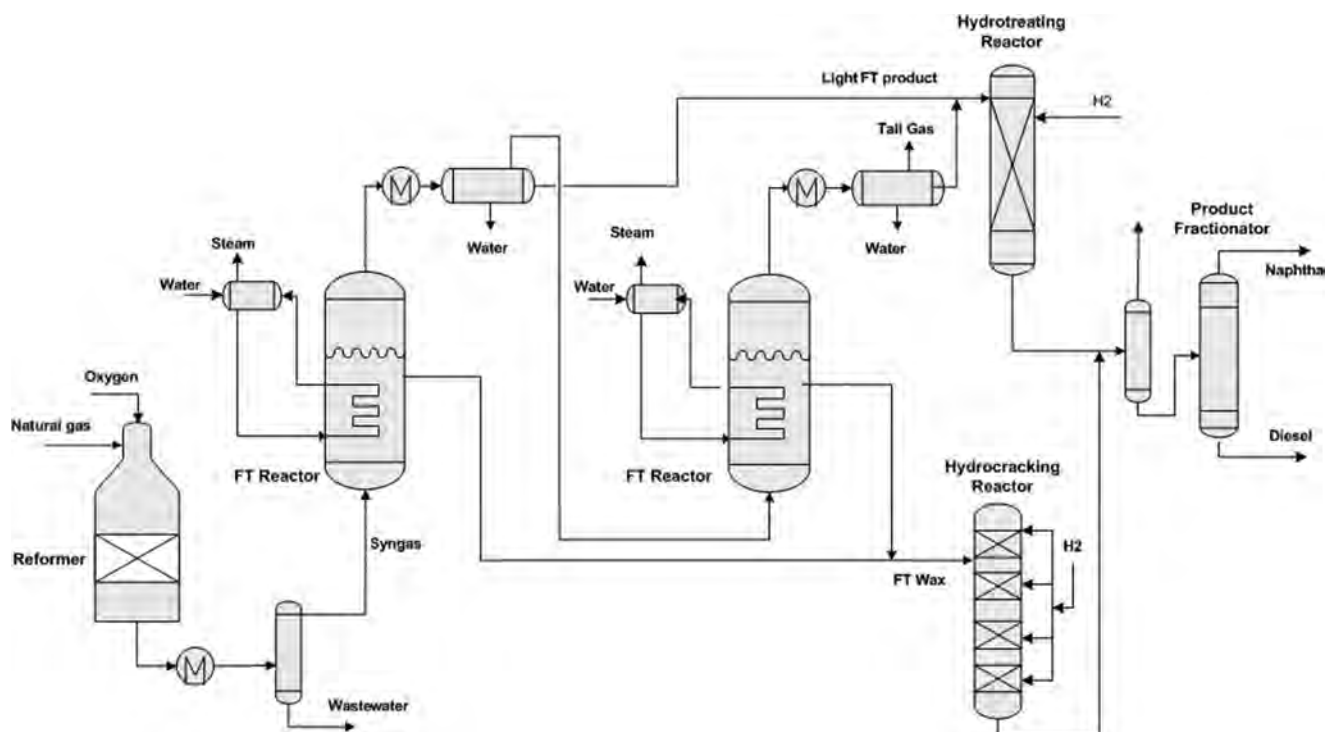 Hydrotreating
Reactor
Light FT product
H2
Tail Gas
Water
Water
Product
Fractionator
Naphtha
Steam
Water
Steam
Water
Oxygen
Natural gas
FT Reactor
FT Reactor
Diesel
Hydrocracking
Reactor
Syngas
H2
Reformer
FT Wax
Wastewater
M
M
M